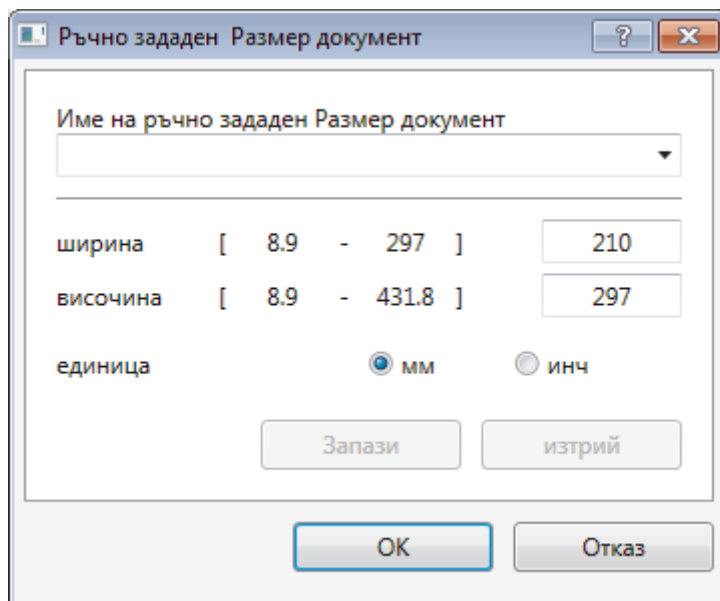 Ръчно зададен  Размер документ
Име на ръчно зададен Размер документ
ширина [ 8.9 - 297 ] 210
височина [ 8.9 - 431.8 ] 297
единица мм инч
Запази изтрий
OK Отказ